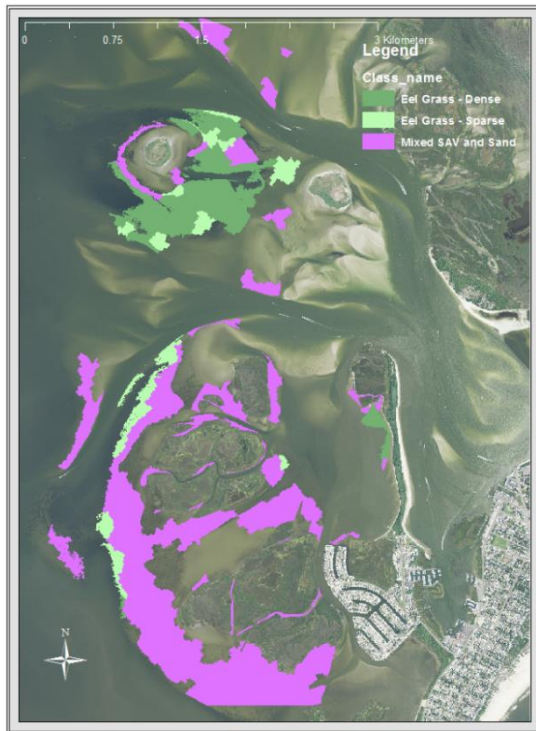 0 0.75 1.5 3 Kilometers
Legend
Class_name
Eel Grass - Dense
Eel Grass - Sparse
Mixed SAV and Sand
N